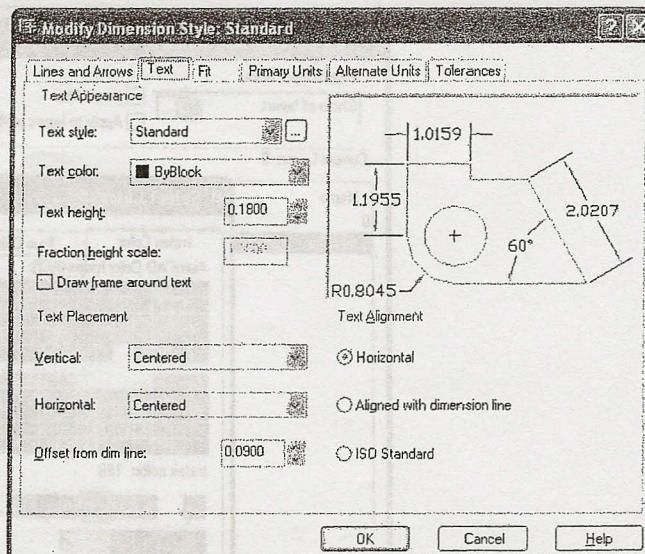 Modify Dimension Style: Standard
Lines and Arrows Text Fit Primary Units Alternate Units Tolerances
Text Appearance
Text style: Standard ...
Text color: ByBlock
Text height: 0.1800
Fraction height scale:
Draw frame around text
1.0159
1.1955
2.0207
60°
R0.8045
Text Placement
Vertical: Centered
Horizontal: Centered
Offset from dim line: 0.0900
Text Alignment
Horizontal
Aligned with dimension line
ISO Standard
OK Cancel Help